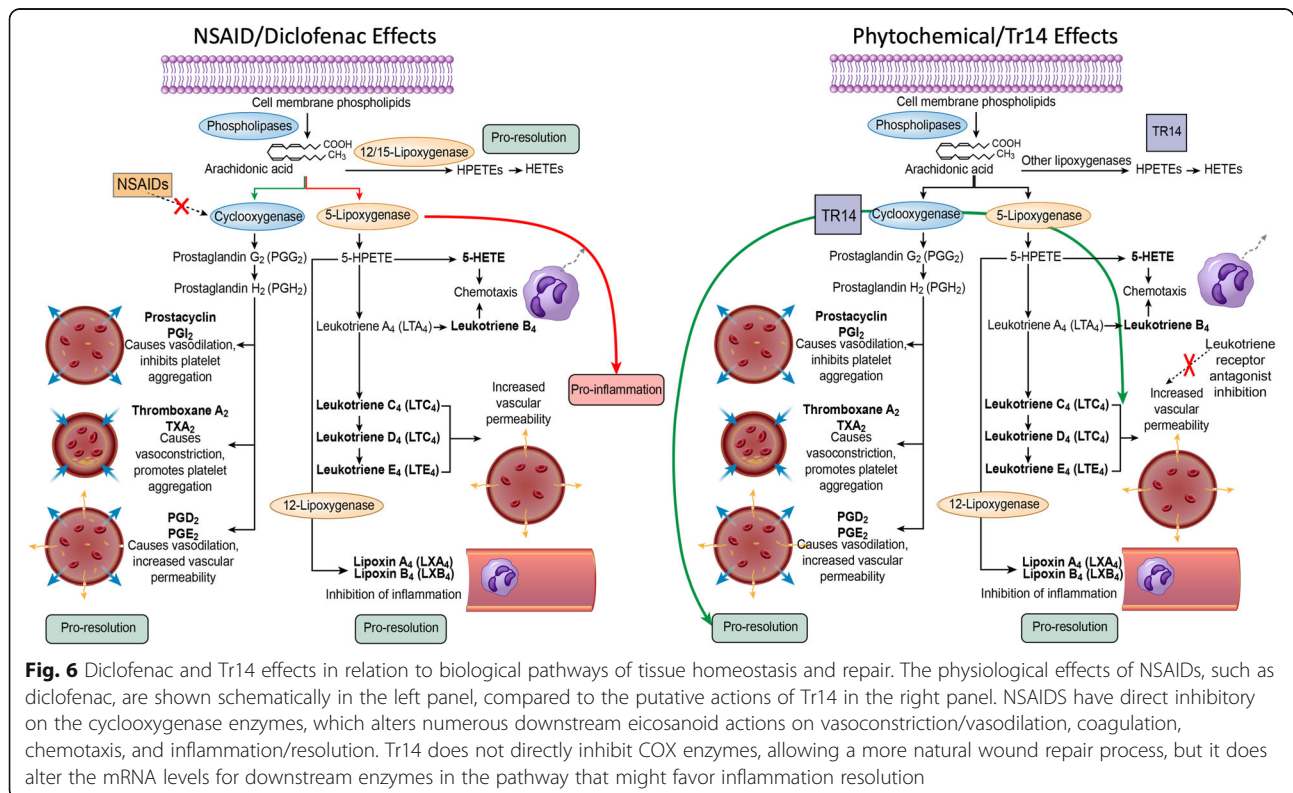 NSAID/Diclofenac Effects
Cell membrane phospholipids
Phospholipases
COOH
CH3
Arachidonic acid
12/15-Lipoxygenase
Pro-resolution
HPETEs
HETEs
NSAIDs
Cyclooxygenase
5-Lipoxygenase
Prostaglandin G2 (PGG2)
Prostaglandin H2 (PGH2)
5-HPETE
5-HETE
Chemotaxis
Leukotriene A4 (LTA4)
Leukotriene B4
Prostacyclin
PGI2
Causes vasodilation,
inhibits platelet
aggregation
Pro-inflammation
Increased
vascular
permeability
Thromboxane A2
TXA2
Causes
vasoconstriction,
promotes platelet
aggregation
Leukotriene C4 (LTC4)
Leukotriene D4 (LTC4)
Leukotriene E4 (LTE4)
12-Lipoxygenase
PGD2
PGE2
Causes vasodilation,
increased vascular
permeability
Lipoxin A4 (LXA4)
Lipoxin B4 (LXB4)
Inhibition of inflammation
Pro-resolution
Pro-resolution
Phytochemical/Tr14 Effects
Cell membrane phospholipids
Phospholipases
COOH
CH3
Arachidonic acid
TR14
Other lipoxygenases
HPETEs
HETEs
TR14
Cyclooxygenase
5-Lipoxygenase
Prostaglandin G2 (PGG2)
Prostaglandin H2 (PGH2)
5-HPETE
5-HETE
Chemotaxis
Leukotriene A4 (LTA4)
Leukotriene B4
Leukotriene
receptor
antagonist
inhibition
Prostacyclin
PGI2
Causes vasodilation,
inhibits platelet
aggregation
Increased
vascular
permeability
Thromboxane A2
TXA2
Causes
vasoconstriction,
promotes platelet
aggregation
Leukotriene C4 (LTC4)
Leukotriene D4 (LTC4)
Leukotriene E4 (LTE4)
12-Lipoxygenase
PGD2
PGE2
Causes vasodilation,
increased vascular
permeability
Lipoxin A4 (LXA4)
Lipoxin B4 (LXB4)
Inhibition of inflammation
Pro-resolution
Pro-resolution
Fig. 6 Diclofenac and Tr14 effects in relation to biological pathways of tissue homeostasis and repair. The physiological effects of NSAIDs, such as
diclofenac, are shown schematically in the left panel, compared to the putative actions of Tr14 in the right panel. NSAIDS have direct inhibitory
on the cyclooxygenase enzymes, which alters numerous downstream eicosanoid actions on vasoconstriction/vasodilation, coagulation,
chemotaxis, and inflammation/resolution. Tr14 does not directly inhibit COX enzymes, allowing a more natural wound repair process, but it does
alter the mRNA levels for downstream enzymes in the pathway that might favor inflammation resolution